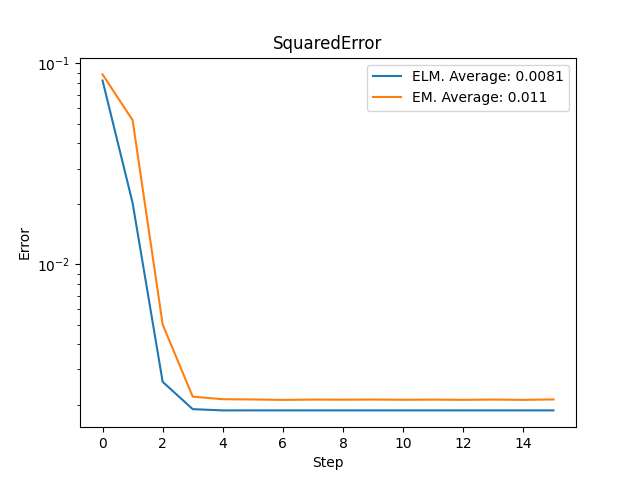 SquaredError
10⁻¹
ELM. Average: 0.0081
EM. Average: 0.011
Error
10⁻²
0 2 4 6 8 10 12 14
Step